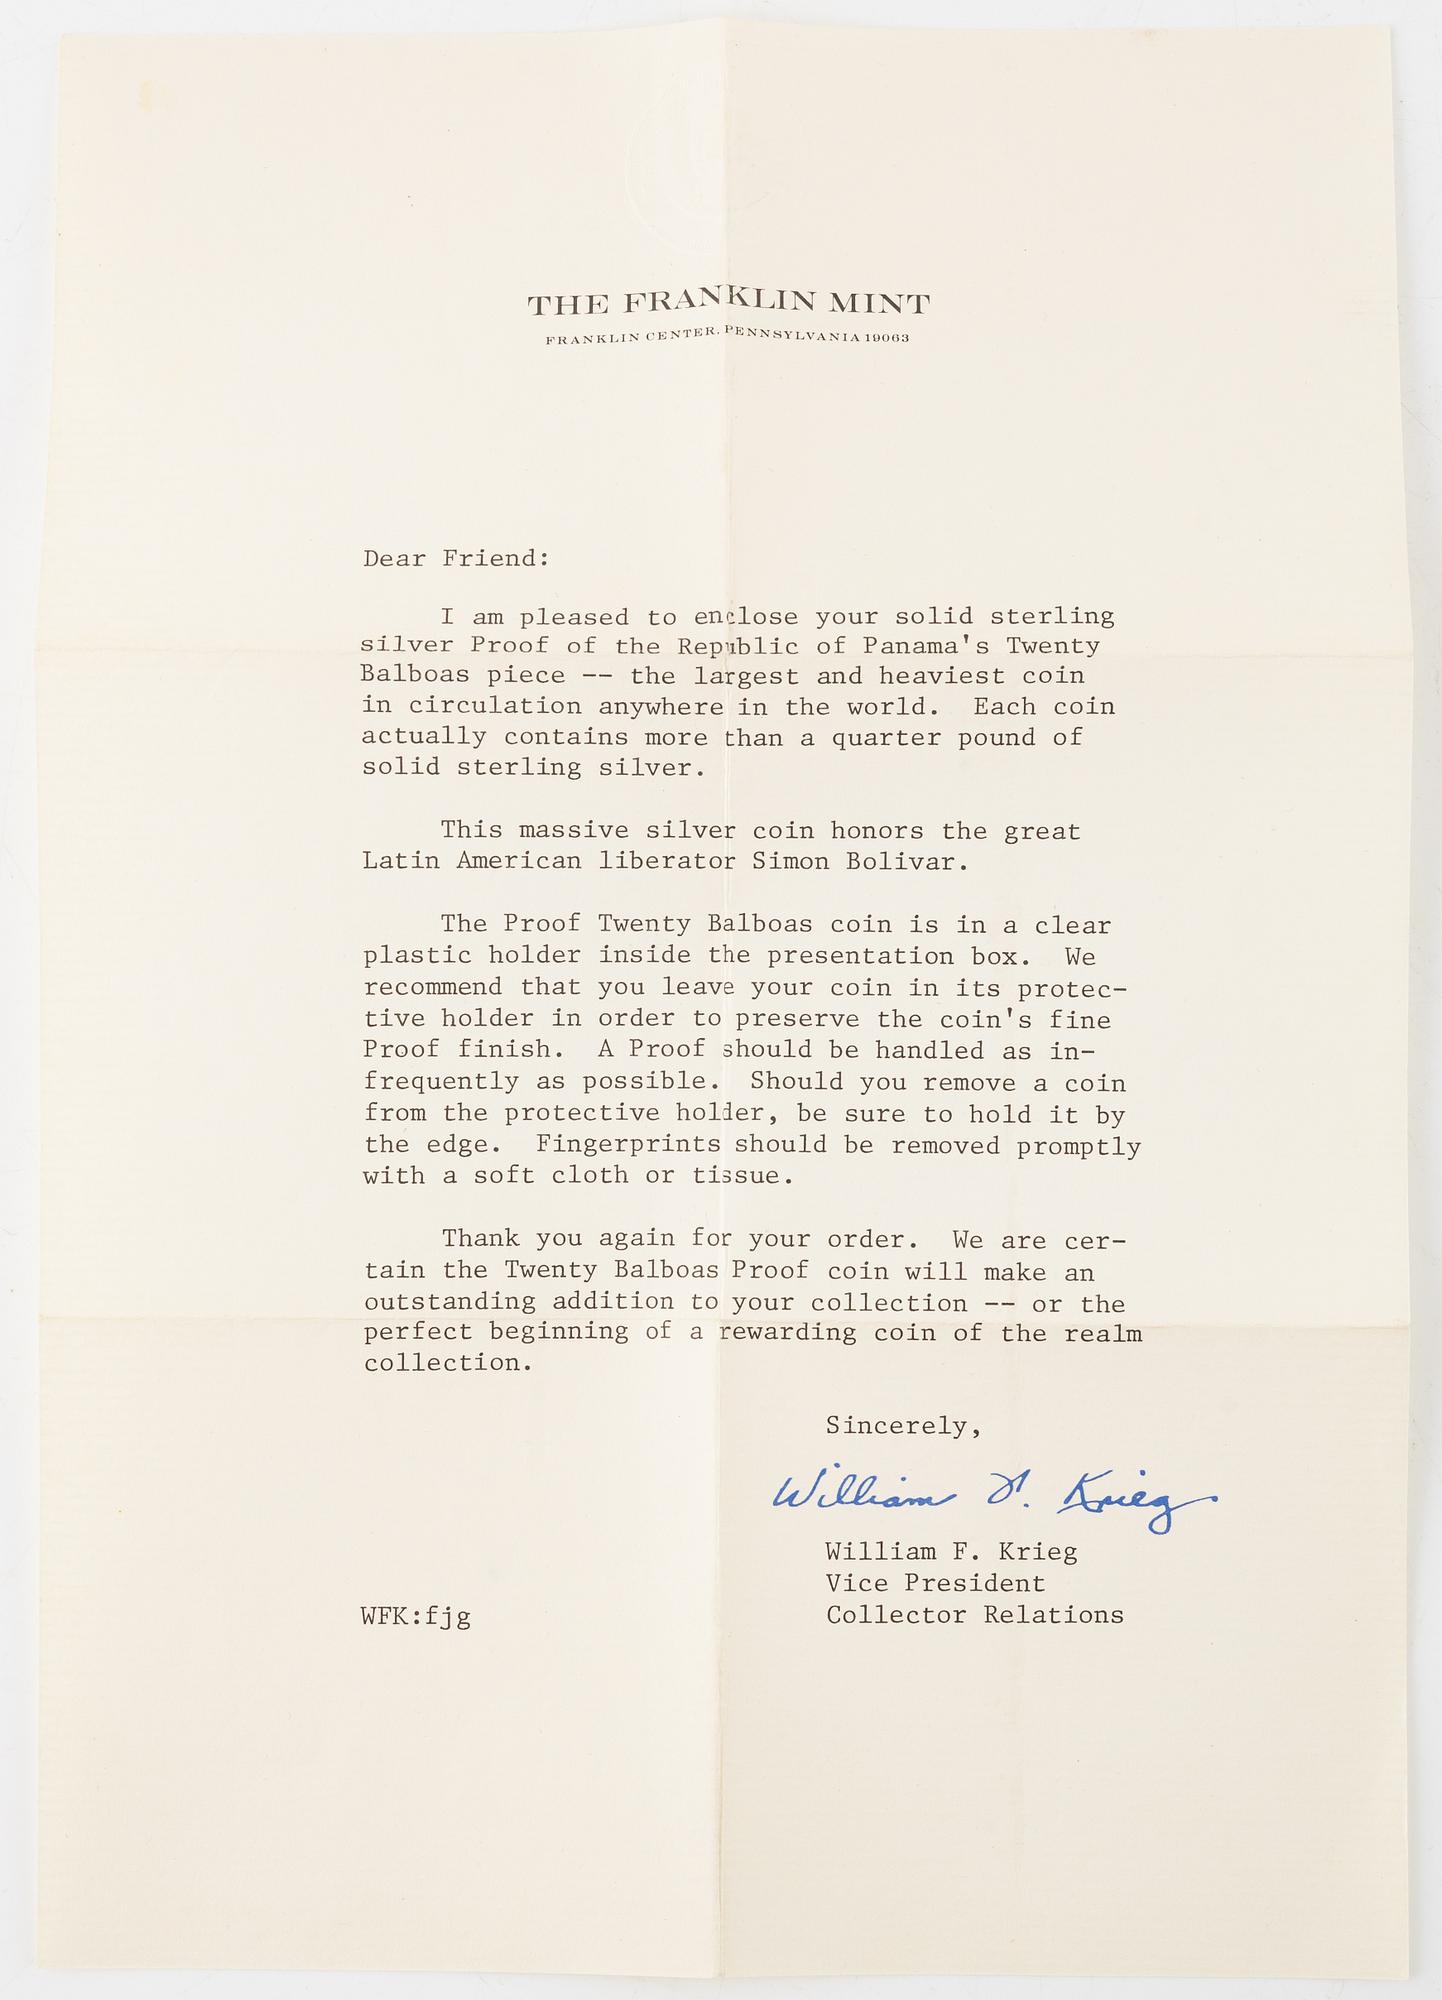 THE FRANKLIN MINT
FRANKLIN CENTER, PENNSYLVANIA 19063
Dear Friend:
I am pleased to enclose your solid sterling
silver Proof of the Republic of Panama's Twenty
Balboas piece -- the largest and heaviest coin
in circulation anywhere in the world. Each coin
actually contains more than a quarter pound of
solid sterling silver.
This massive silver coin honors the great
Latin American liberator Simon Bolivar.
The Proof Twenty Balboas coin is in a clear
plastic holder inside the presentation box. We
recommend that you leave your coin in its protec-
tive holder in order to preserve the coin's fine
Proof finish. A Proof should be handled as in-
frequently as possible. Should you remove a coin
from the protective holder, be sure to hold it by
the edge. Fingerprints should be removed promptly
with a soft cloth or tissue.
Thank you again for your order. We are cer-
tain the Twenty Balboas Proof coin will make an
outstanding addition to your collection -- or the
perfect beginning of a rewarding coin of the realm
collection.
Sincerely,
William F. Krieg
William F. Krieg
Vice President
WFK:fjg Collector Relations